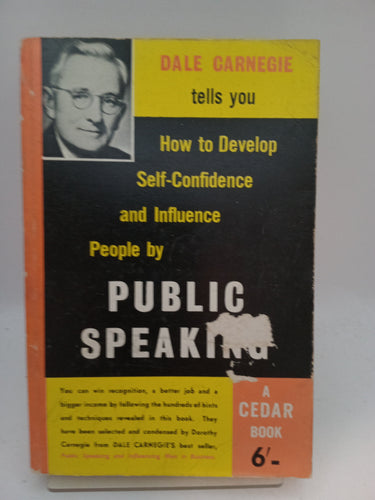 DALE CARNEGIE
tells you
How to Develop
Self-Confidence
and Influence
People by
PUBLIC
SPEAKING
You can win recognition, a better job and a
bigger income by following the hundreds of hints
and techniques revealed in this book. They
have been selected and condensed by Dorothy
Carnegie from DALE CARNEGIE'S best seller,
Public Speaking and Influencing Men in Business.
A
CEDAR
BOOK
6/-